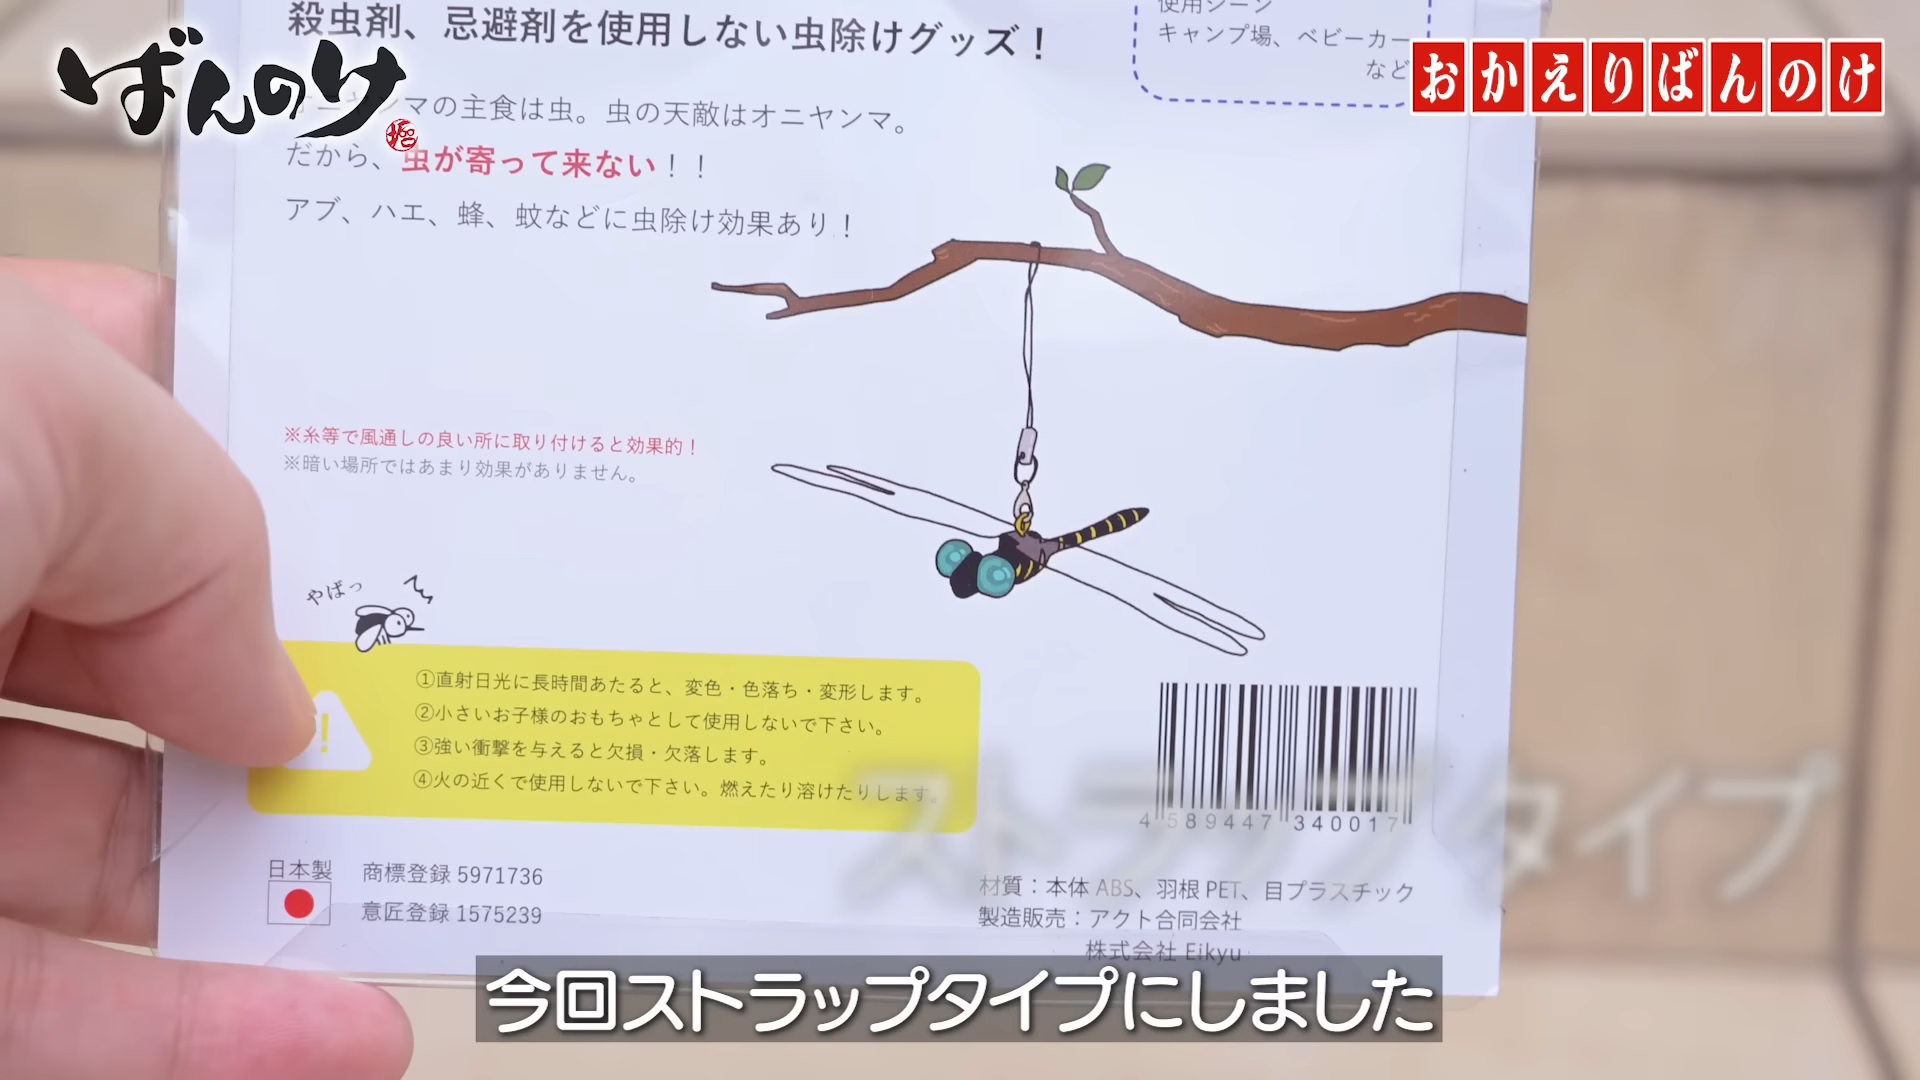 殺虫剤、忌避剤を使用しない虫除けグッズ！
使用シーン
キャンプ場、ベビーカー
など
ばんのけ
おかえりばんのけ
オニヤンマの主食は虫。虫の天敵はオニヤンマ。
だから、虫が寄って来ない！！
アブ、ハエ、蜂、蚊などに虫除け効果あり！
※糸等で風通しの良い所に取り付けると効果的！
※暗い場所ではあまり効果がありません。
やばっ
①直射日光に長時間あたると、変色・色落ち・変形します。
②小さいお子様のおもちゃとして使用しないで下さい。
③強い衝撃を与えると欠損・欠落します。
④火の近くで使用しないで下さい。燃えたり溶けたりします。
ストラップタイプ
4 589447 340017
日本製
商標登録 5971736
意匠登録 1575239
材質：本体 ABS、羽根 PET、目プラスチック
製造販売：アクト合同会社
株式会社 Eikyu
今回ストラップタイプにしました